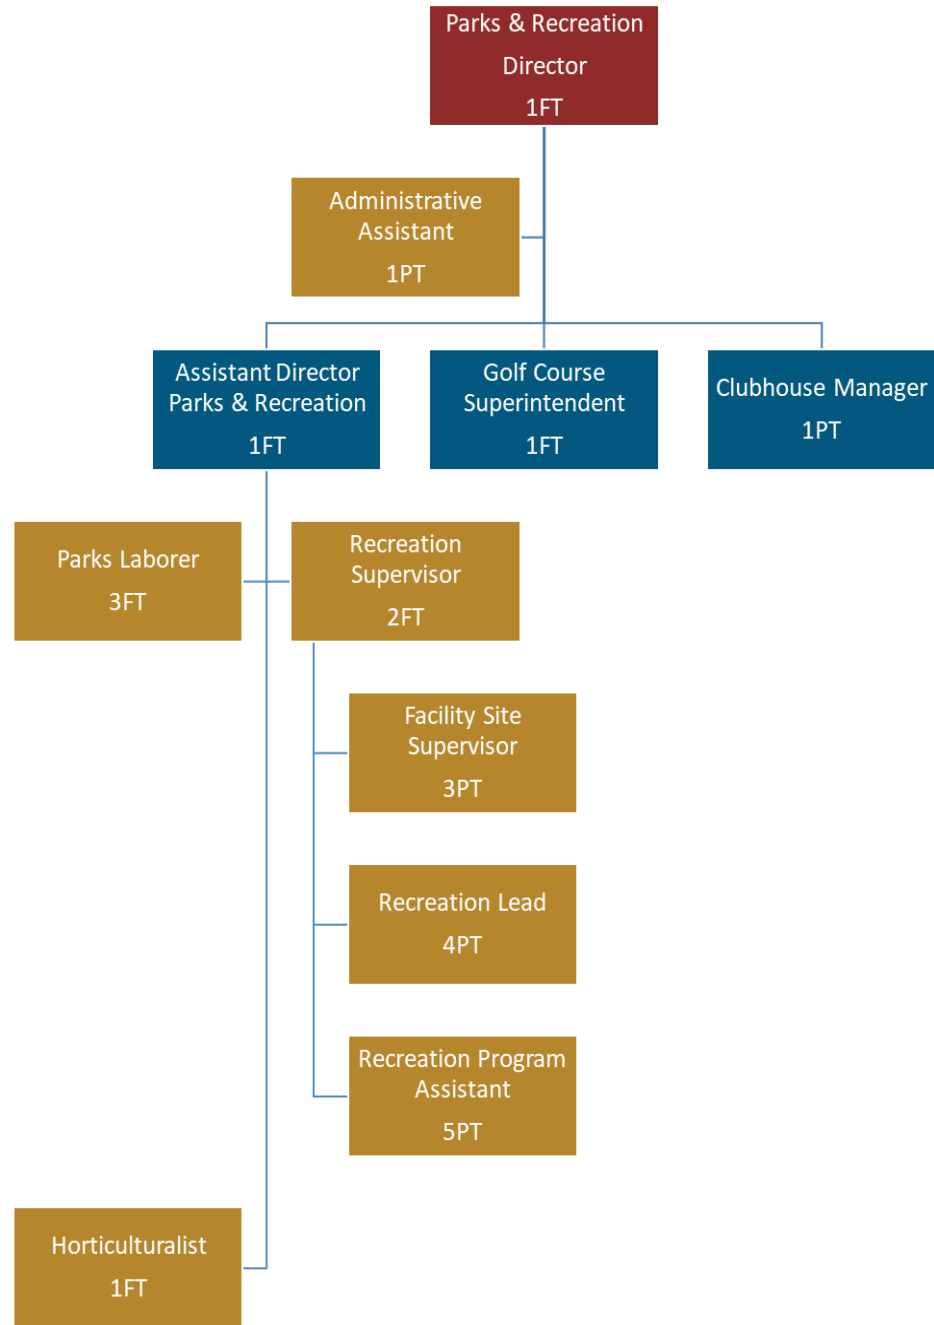 Parks & Recreation
Director
1FT
Administrative
Assistant
1PT
Assistant Director
Parks & Recreation
1FT
Golf Course
Superintendent
1FT
Clubhouse Manager
1PT
Parks Laborer
3FT
Recreation
Supervisor
2FT
Facility Site
Supervisor
3PT
Recreation Lead
4PT
Recreation Program
Assistant
5PT
Horticulturalist
1FT